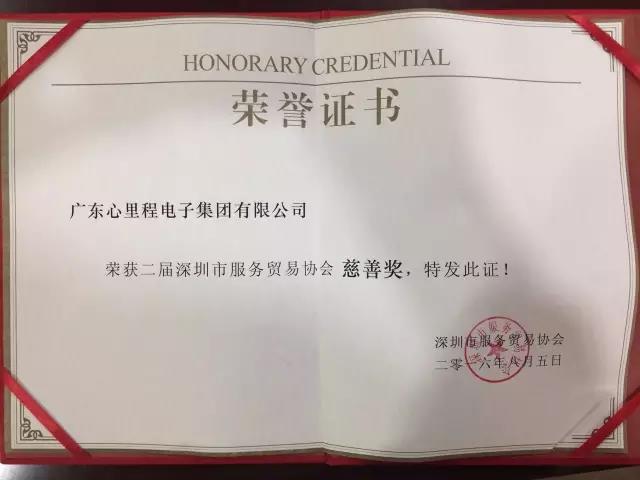 HONORARY CREDENTIAL
荣誉证书
广东心里程电子集团有限公司
荣获二届深圳市服务贸易协会 慈善奖，特发此证！
深圳市服务贸易协会
二零一六年八月五日